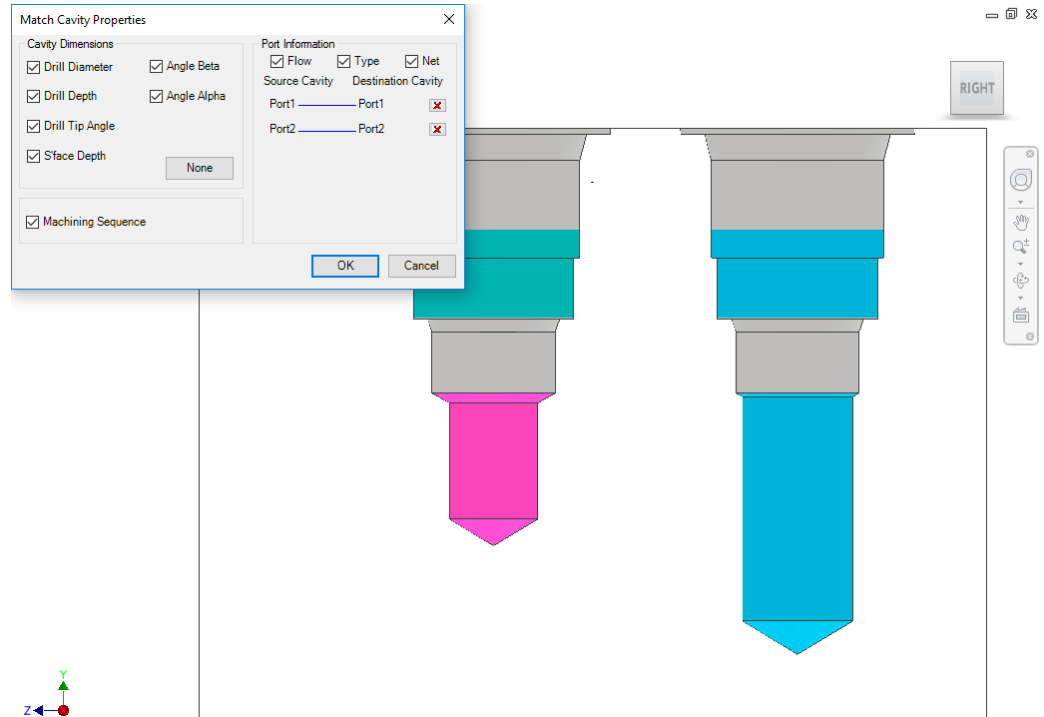 Match Cavity Properties
Cavity Dimensions
Drill Diameter
Angle Beta
Drill Depth
Angle Alpha
Drill Tip Angle
S'face Depth
None
Machining Sequence
Port Information
Flow Type Net
Source Cavity Destination Cavity
Port1 Port1
Port2 Port2
OK Cancel
RIGHT
Y
Z